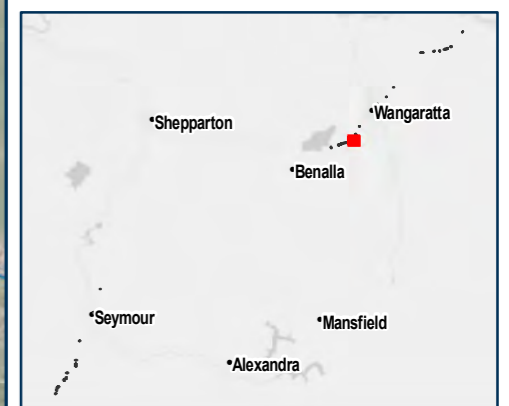 Wangaratta
Shepparton
Benalla
Seymour
Mansfield
Alexandra